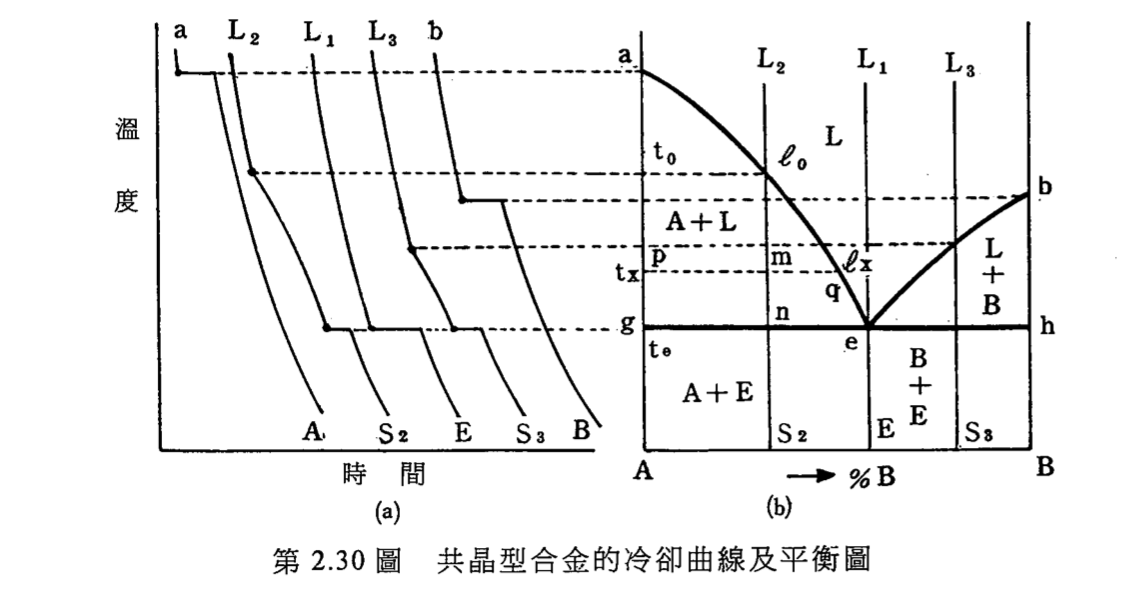 a L₂ L₁ L₃ b
溫
度
A S₂ E S₃ B
時 間
(a)
L₂ L₁ L₃
a
L
t₀ ℓ₀
b
A+L
p m ℓx
L
+
B
tx
q
n
g h
tₑ e
A+E
B
+
E
S₂ E S₃
A B
→ %B
(b)
第 2.30 圖 共晶型合金的冷卻曲線及平衡圖